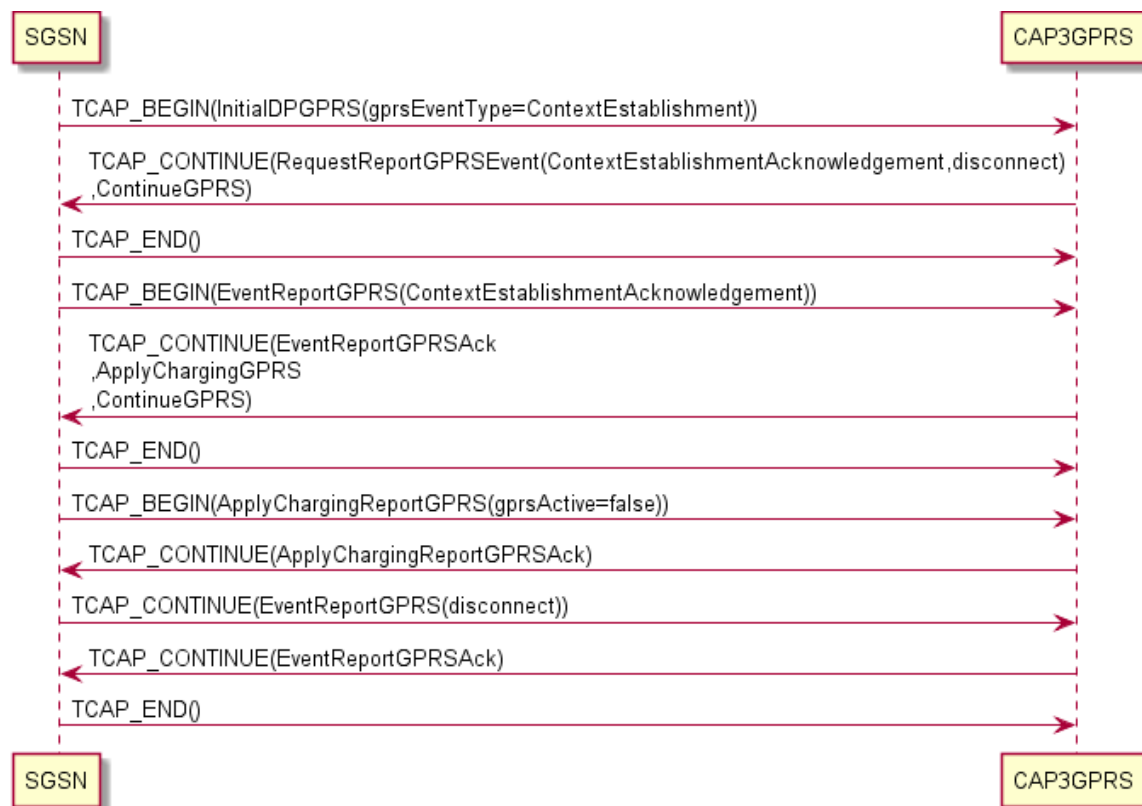 SGSN
CAP3GPRS
TCAP_BEGIN(InitialDPGPRS(gprsEventType=ContextEstablishment))
TCAP_CONTINUE(RequestReportGPRSEvent(ContextEstablishmentAcknowledgement,disconnect)
,ContinueGPRS)
TCAP_END()
TCAP_BEGIN(EventReportGPRS(ContextEstablishmentAcknowledgement))
TCAP_CONTINUE(EventReportGPRSAck
,ApplyChargingGPRS
,ContinueGPRS)
TCAP_END()
TCAP_BEGIN(ApplyChargingReportGPRS(gprsActive=false))
TCAP_CONTINUE(ApplyChargingReportGPRSAck)
TCAP_CONTINUE(EventReportGPRS(disconnect))
TCAP_CONTINUE(EventReportGPRSAck)
TCAP_END()
SGSN
CAP3GPRS